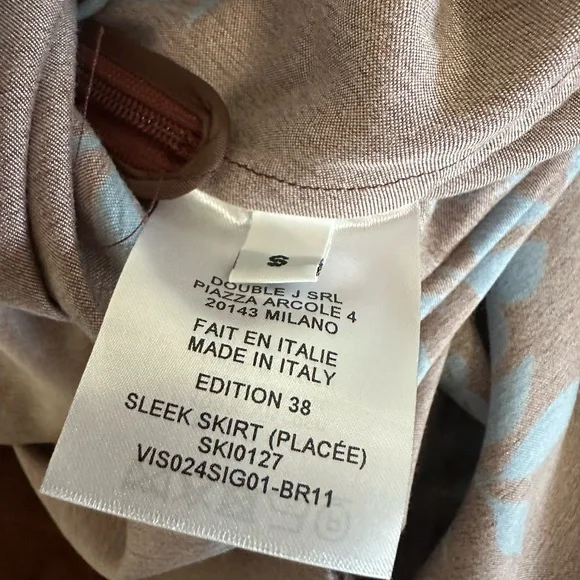 S
DOUBLE J SRL
PIAZZA ARCOLE 4
20143 MILANO
FAIT EN ITALIE
MADE IN ITALY
EDITION 38
SLEEK SKIRT (PLACÉE)
SKI0127
VIS024SIG01-BR11